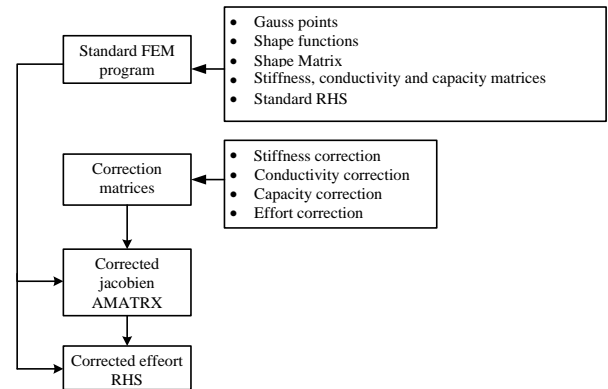 Standard FEM
program
• Gauss points
• Shape functions
• Shape Matrix
• Stiffness, conductivity and capacity matrices
• Standard RHS
Correction
matrices
• Stiffness correction
• Conductivity correction
• Capacity correction
• Effort correction
Corrected
jacobien
AMATRX
Corrected effeort
RHS